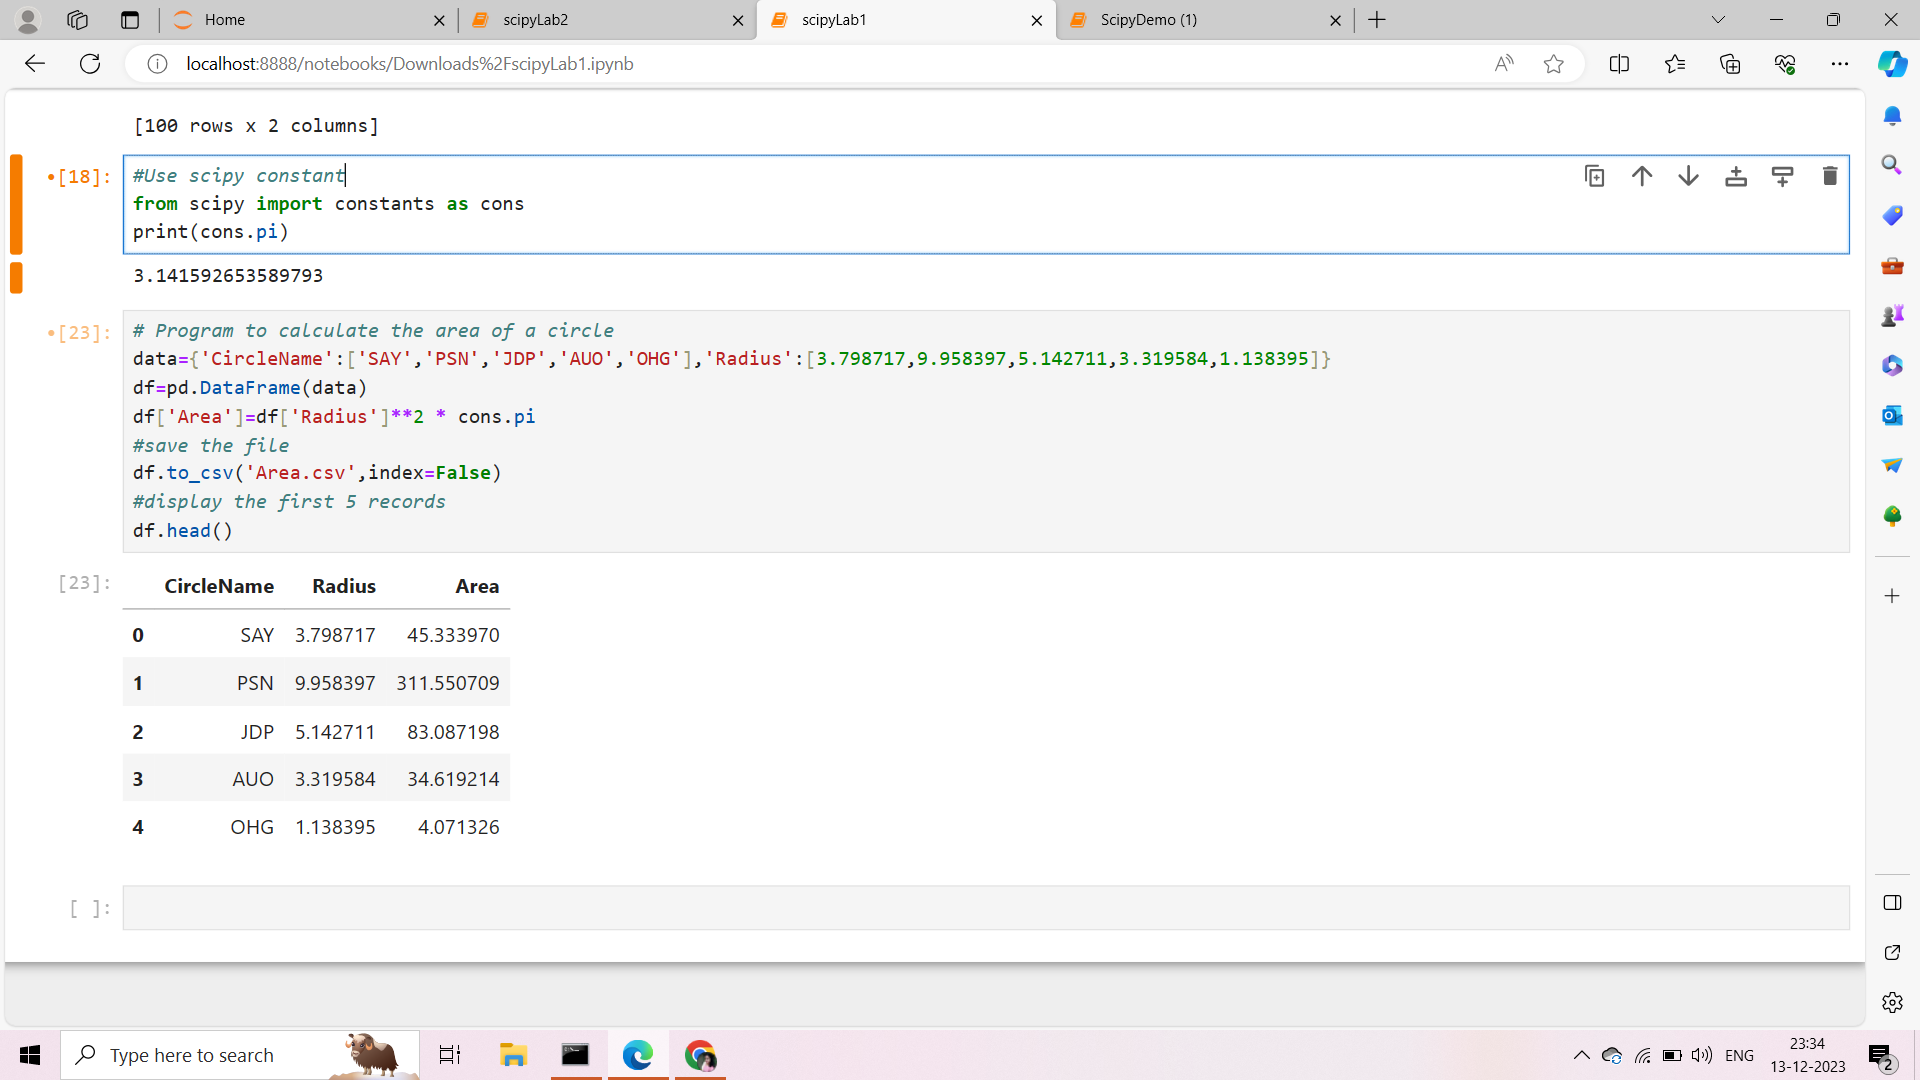 Home
scipyLab2
scipyLab1
ScipyDemo (1)
localhost:8888/notebooks/Downloads%2FscipyLab1.ipynb
[100 rows x 2 columns]
•[18]:
#Use scipy constant
from scipy import constants as cons
print(cons.pi)
3.141592653589793
•[23]:
# Program to calculate the area of a circle
data={'CircleName':['SAY','PSN','JDP','AUO','OHG'],'Radius':[3.798717,9.958397,5.142711,3.319584,1.138395]}
df=pd.DataFrame(data)
df['Area']=df['Radius']**2 * cons.pi
#save the file
df.to_csv('Area.csv',index=False)
#display the first 5 records
df.head()
[23]:
CircleName Radius Area
0 SAY 3.798717 45.333970
1 PSN 9.958397 311.550709
2 JDP 5.142711 83.087198
3 AUO 3.319584 34.619214
4 OHG 1.138395 4.071326
[ ]:
Type here to search
ENG
23:34
13-12-2023
2